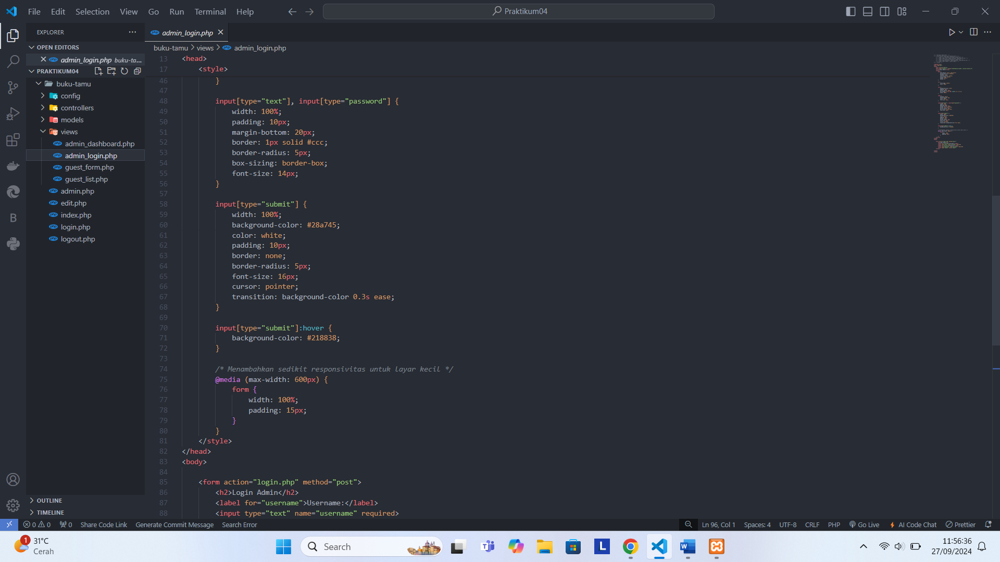 File Edit Selection View Go Run Terminal Help
Praktikum04
EXPLORER
OPEN EDITORS
admin_login.php buku-ta...
PRAKTIKUM04
buku-tamu
config
controllers
models
views
admin_dashboard.php
admin_login.php
guest_form.php
guest_list.php
admin.php
edit.php
index.php
login.php
logout.php
OUTLINE
TIMELINE
admin_login.php
buku-tamu > views > admin_login.php
13 <head>
17 <style>
46 }
47
48 input[type="text"], input[type="password"] {
49 width: 100%;
50 padding: 10px;
51 margin-bottom: 20px;
52 border: 1px solid #ccc;
53 border-radius: 5px;
54 box-sizing: border-box;
55 font-size: 14px;
56 }
57
58 input[type="submit"] {
59 width: 100%;
60 background-color: #28a745;
61 color: white;
62 padding: 10px;
63 border: none;
64 border-radius: 5px;
65 font-size: 16px;
66 cursor: pointer;
67 transition: background-color 0.3s ease;
68 }
69
70 input[type="submit"]:hover {
71 background-color: #218838;
72 }
73
74 /* Menambahkan sedikit responsivitas untuk layar kecil */
75 @media (max-width: 600px) {
76 form {
77 width: 100%;
78 padding: 15px;
79 }
80 }
81 </style>
82 </head>
83 <body>
84
85 <form action="login.php" method="post">
86 <h2>Login Admin</h2>
87 <label for="username">Username:</label>
88 <input type="text" name="username" required>
0 0 0 Share Code Link Generate Commit Message Search Error
Ln 96, Col 1 Spaces: 4 UTF-8 CRLF PHP Go Live AI Code Chat Prettier
1
31°C
Cerah
Search
11:56:36
27/09/2024